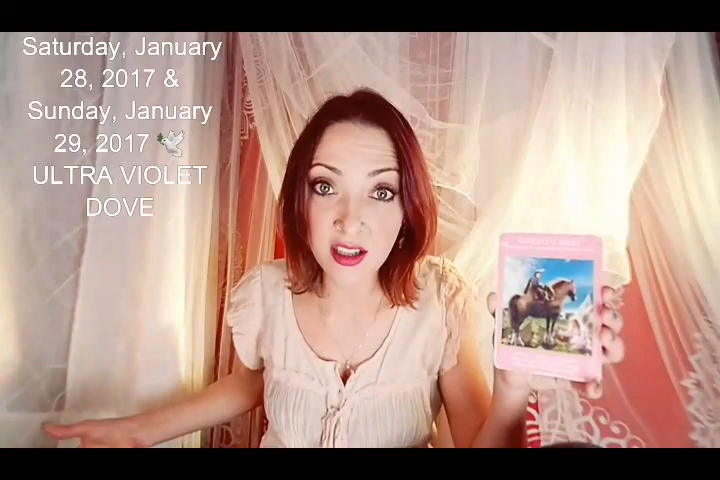 Saturday, January
28, 2017 &
Sunday, January
29, 2017 🕊
ULTRA VIOLET
DOVE